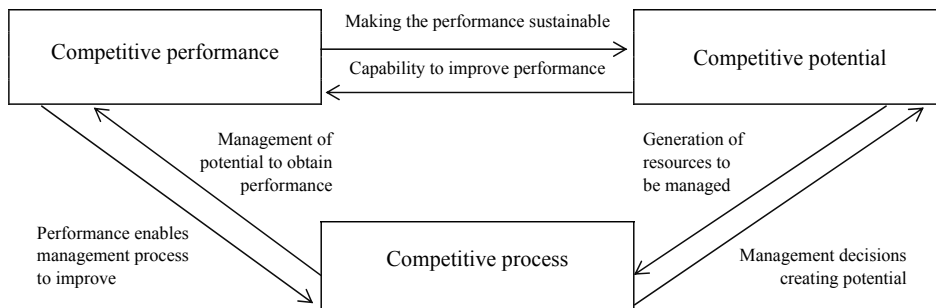 Making the performance sustainable
Competitive performance
Competitive potential
Capability to improve performance
Management of
potential to obtain
performance
Generation of
resources to
be managed
Performance enables
management process
to improve
Competitive process
Management decisions
creating potential